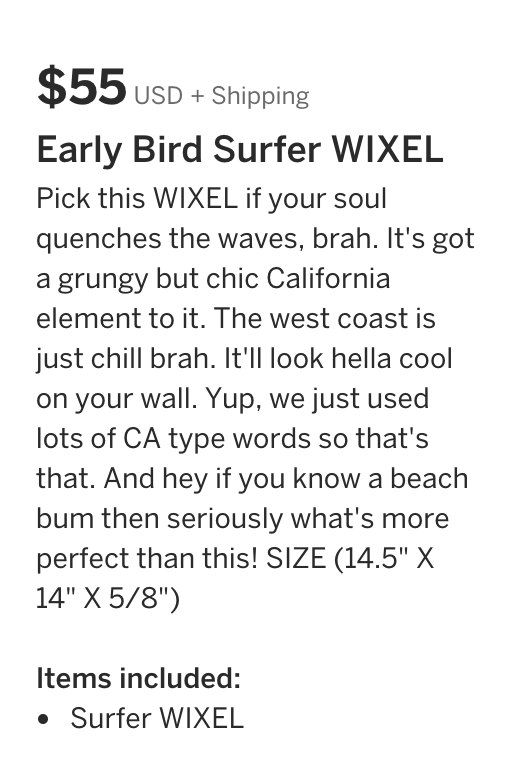 $55 USD + Shipping
Early Bird Surfer WIXEL
Pick this WIXEL if your soul
quenches the waves, brah. It's got
a grungy but chic California
element to it. The west coast is
just chill brah. It'll look hella cool
on your wall. Yup, we just used
lots of CA type words so that's
that. And hey if you know a beach
bum then seriously what's more
perfect than this! SIZE (14.5" X
14" X 5/8")
Items included:
• Surfer WIXEL